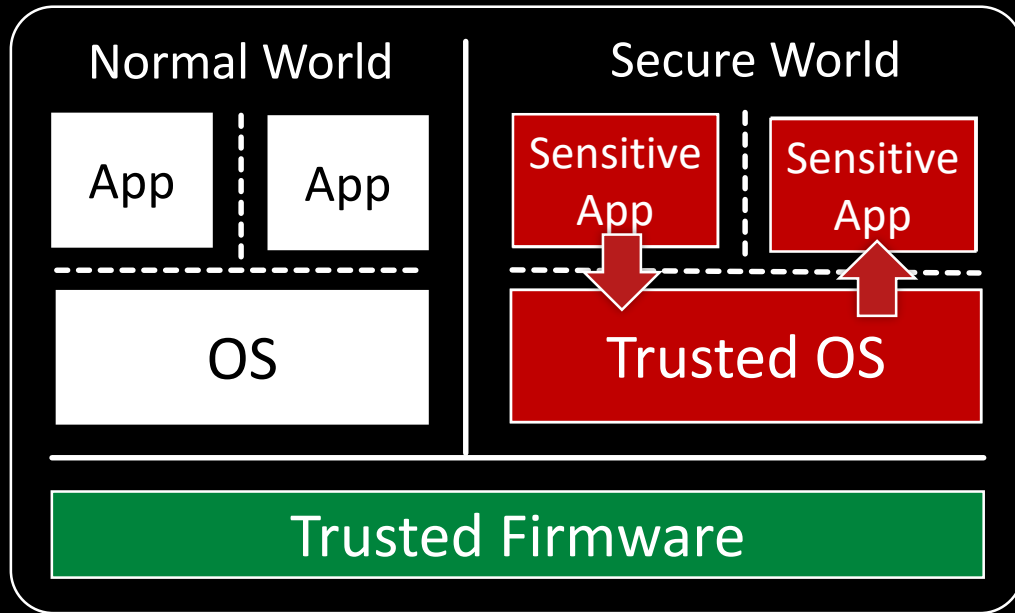 Normal World
Secure World
App
App
Sensitive
App
Sensitive
App
OS
Trusted OS
Trusted Firmware